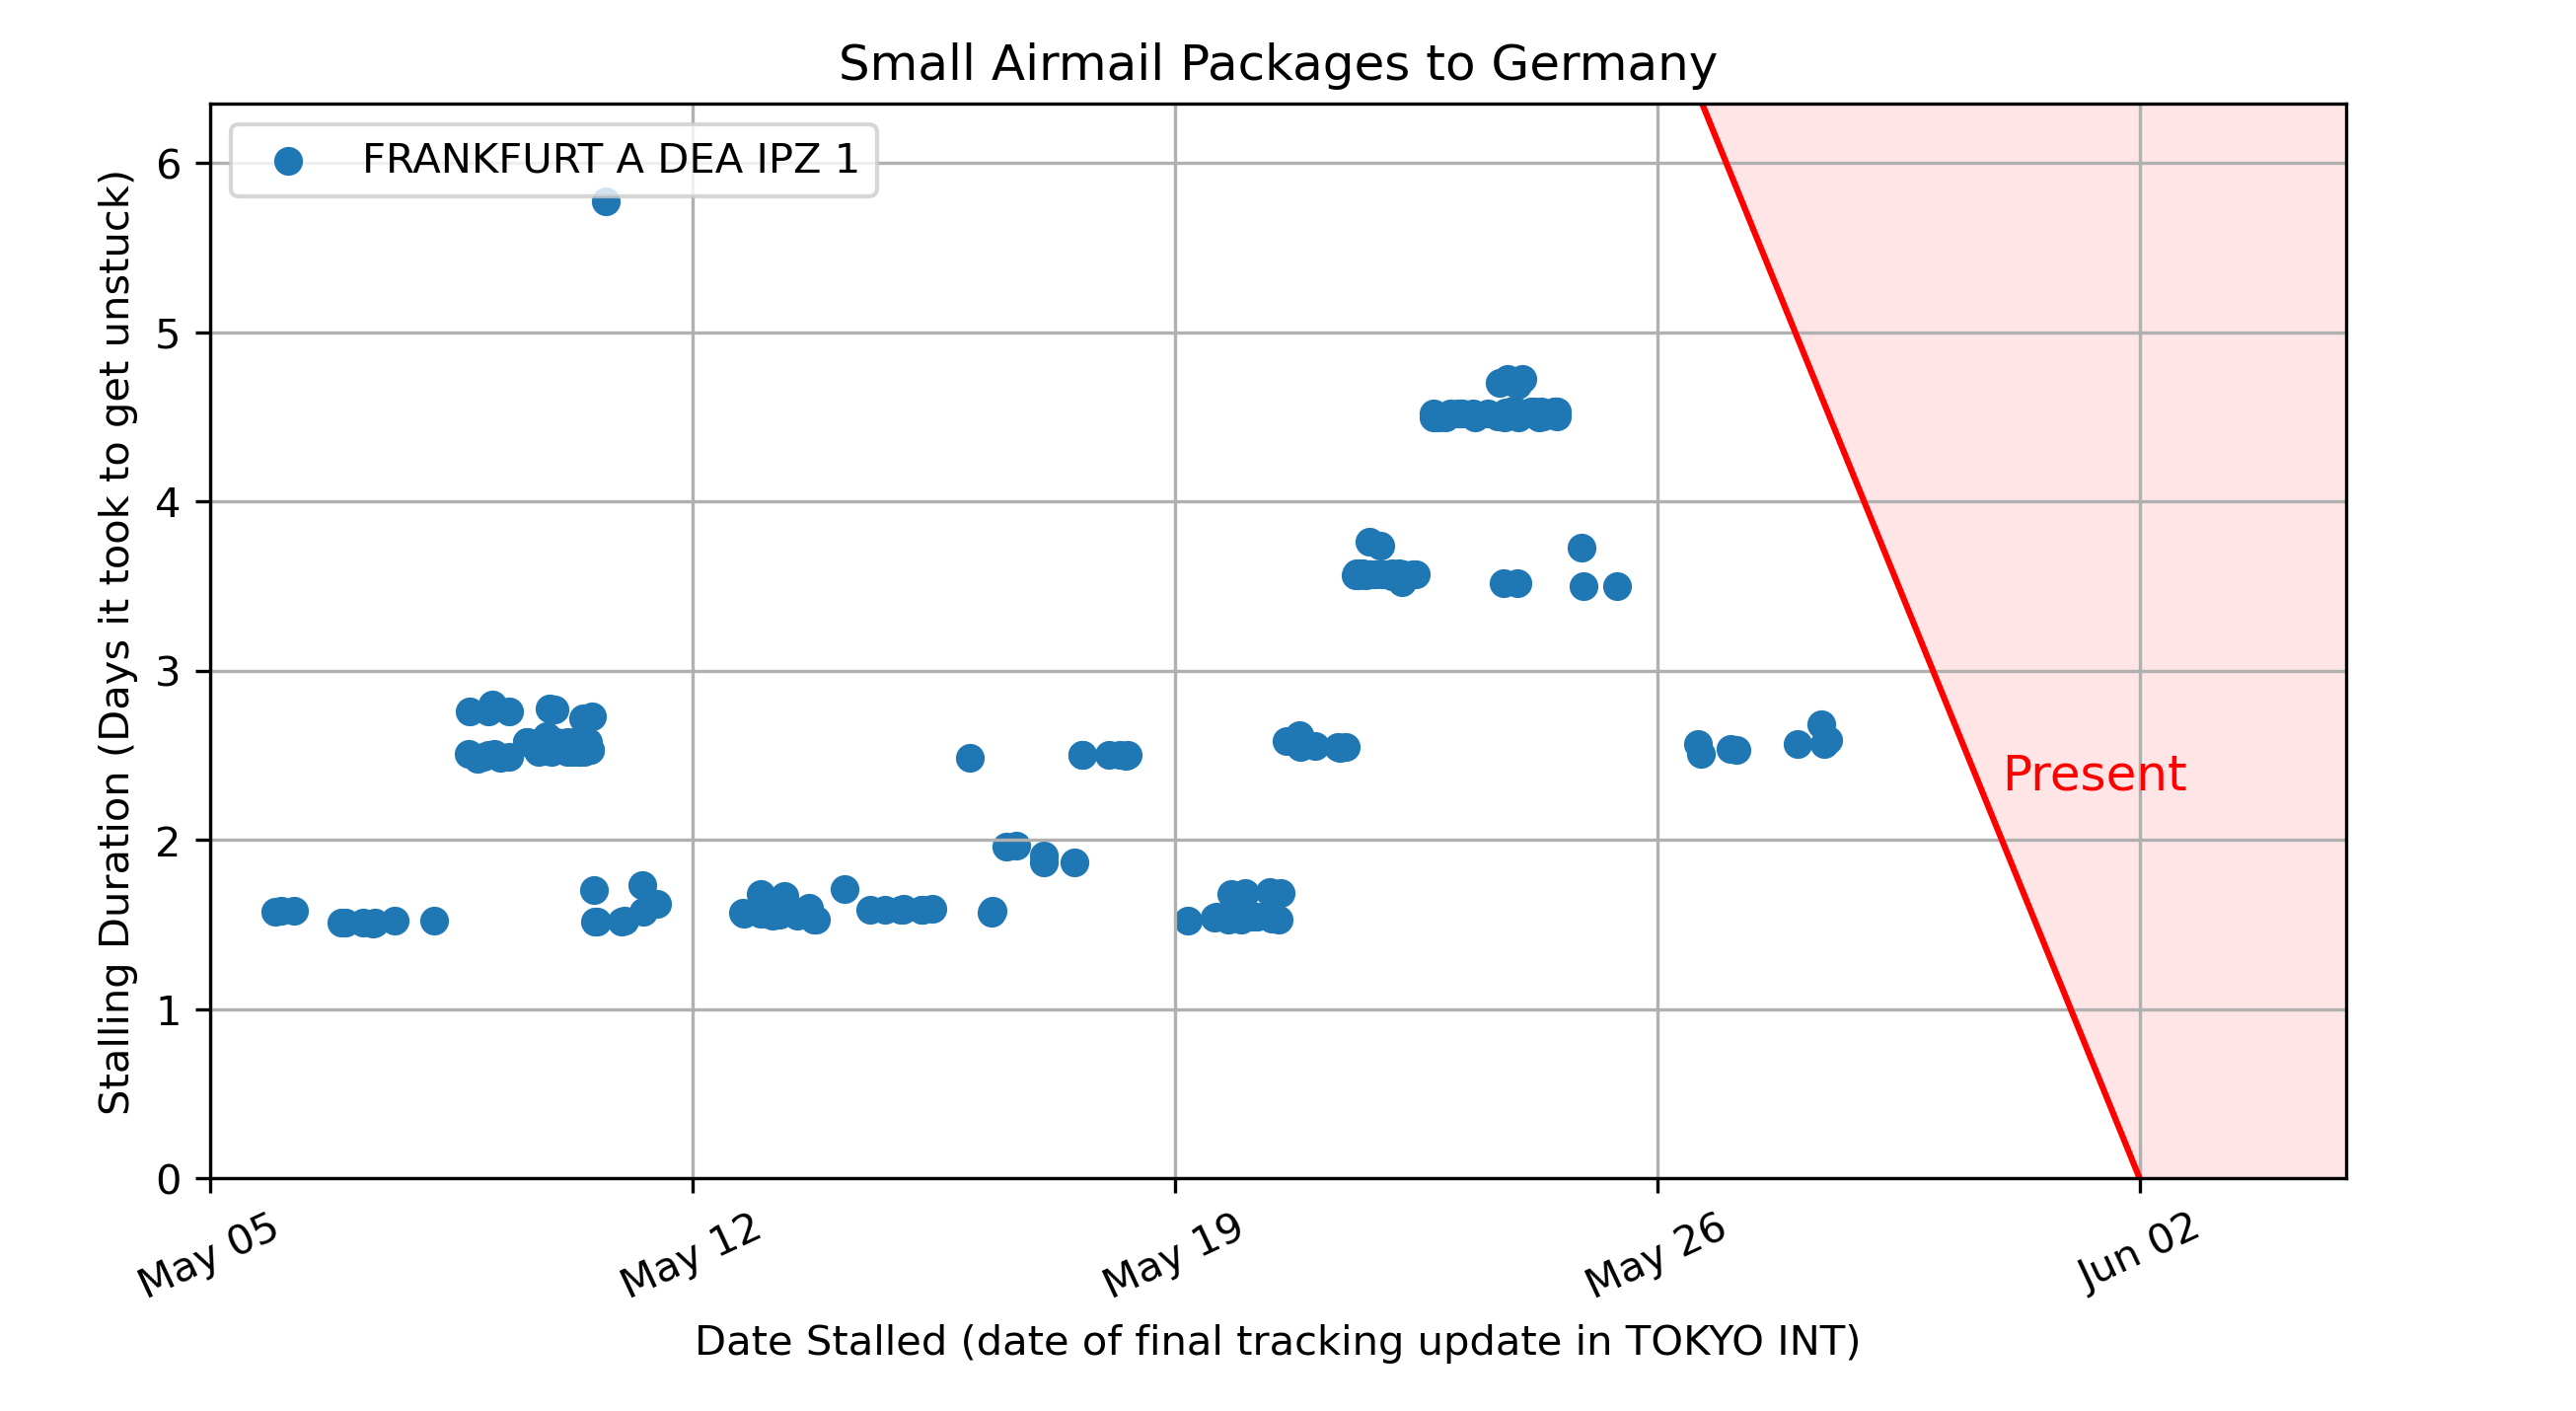 Small Airmail Packages to Germany
FRANKFURT A DEA IPZ 1
Stalling Duration (Days it took to get unstuck)
6
5
4
3
2
1
0
Present
May 05
May 12
May 19
May 26
Jun 02
Date Stalled (date of final tracking update in TOKYO INT)